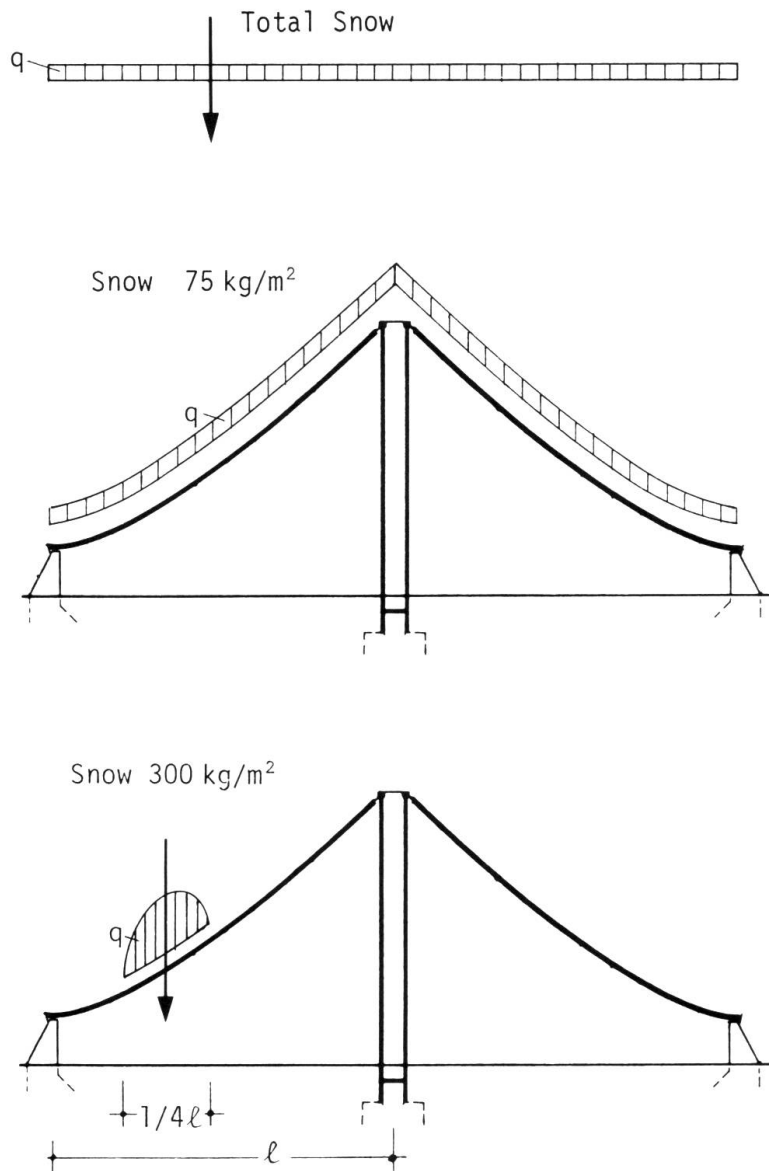 Total Snow
q
Snow 75 kg/m²
q
Snow 300 kg/m²
q
1/4ℓ
ℓ